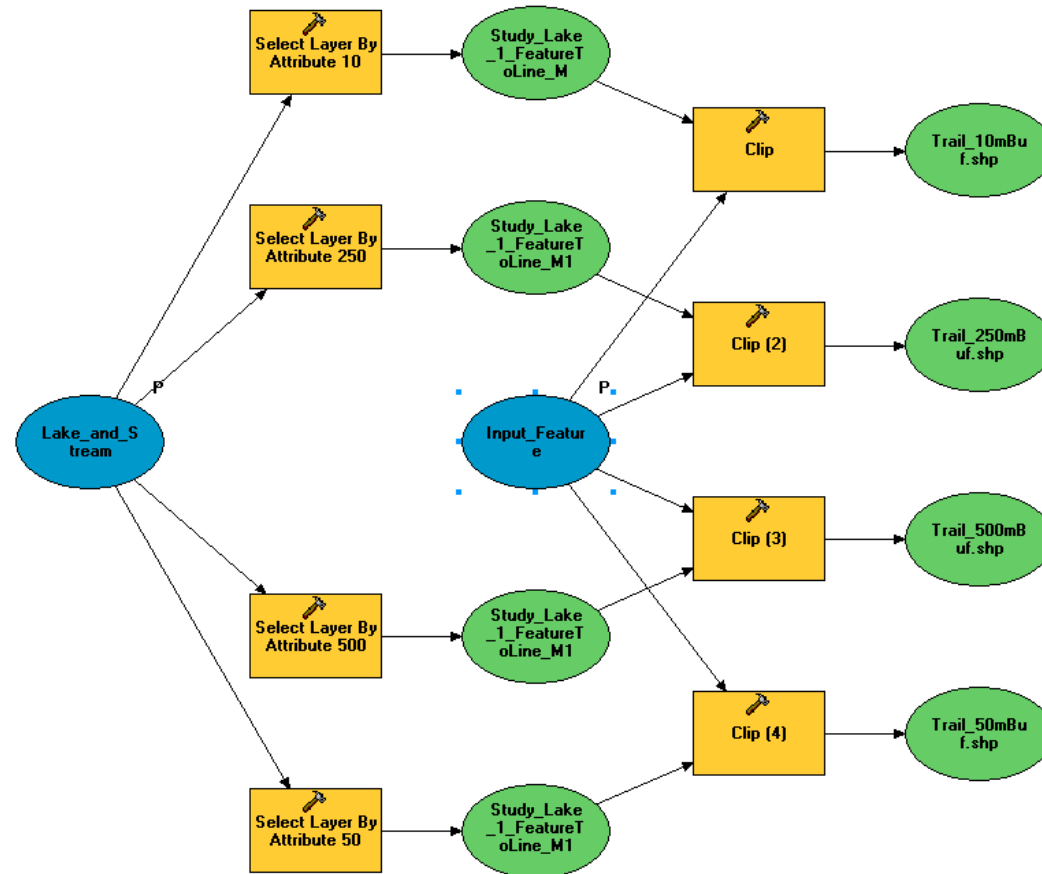 Select Layer By
Attribute 10
Study_Lake
_1_FeatureT
oLine_M
Clip
Trail_10mBu
f.shp
Select Layer By
Attribute 250
Study_Lake
_1_FeatureT
oLine_M1
Clip (2)
Trail_250mB
uf.shp
P
P
Lake_and_S
tream
Input_Featur
e
Clip (3)
Trail_500mB
uf.shp
Select Layer By
Attribute 500
Study_Lake
_1_FeatureT
oLine_M1
Clip (4)
Trail_50mBu
f.shp
Select Layer By
Attribute 50
Study_Lake
_1_FeatureT
oLine_M1